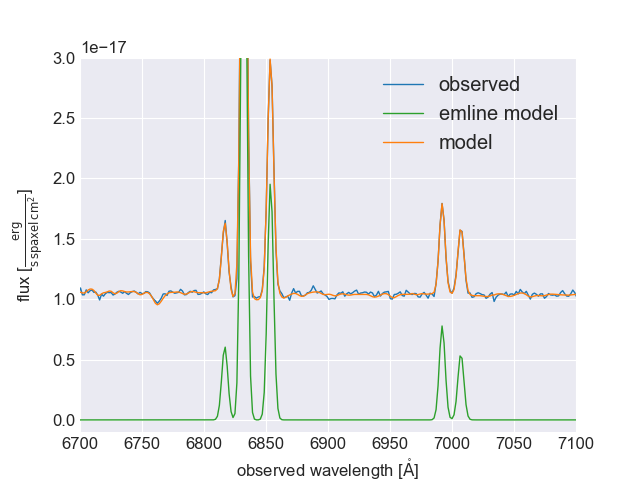 1e−17
3.0
2.5
2.0
1.5
1.0
0.5
0.0
flux [erg / s spaxel cm²]
observed
emline model
model
6700 6750 6800 6850 6900 6950 7000 7050 7100
observed wavelength [Å]